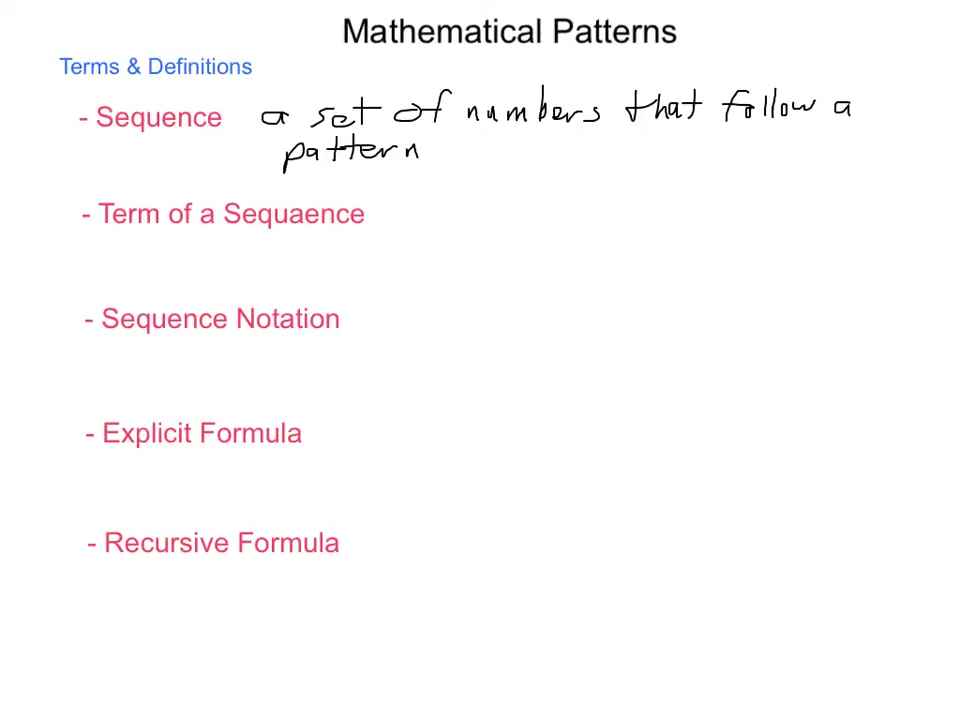 Mathematical Patterns
Terms & Definitions
- Sequence a set of numbers that follow a
pattern
- Term of a Sequaence
- Sequence Notation
- Explicit Formula
- Recursive Formula